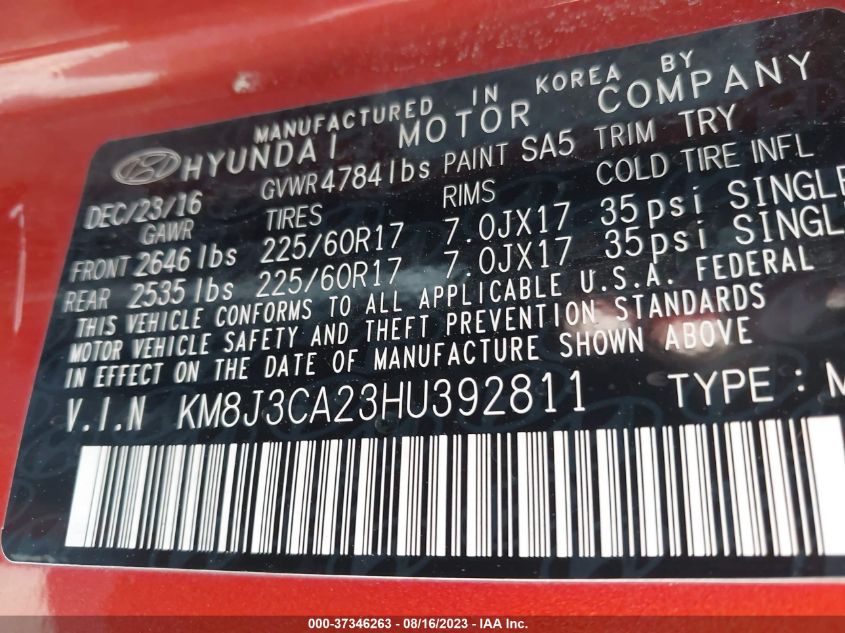 MANUFACTURED IN KOREA BY
HYUNDAI MOTOR COMPANY
DEC/23/16 GVWR 4784 lbs PAINT SA5 TRIM TRY
GAWR TIRES RIMS COLD TIRE INFL
FRONT 2646 lbs 225/60R17 7.0JX17 35psi SINGLE
REAR 2535 lbs 225/60R17 7.0JX17 35psi SINGL
THIS VEHICLE CONFORMS TO ALL APPLICABLE U.S.A. FEDERAL
MOTOR VEHICLE SAFETY AND THEFT PREVENTION STANDARDS
IN EFFECT ON THE DATE OF MANUFACTURE SHOWN ABOVE
V.I.N KM8J3CA23HU392811 TYPE : M
000-37346263 - 08/16/2023 - IAA Inc.